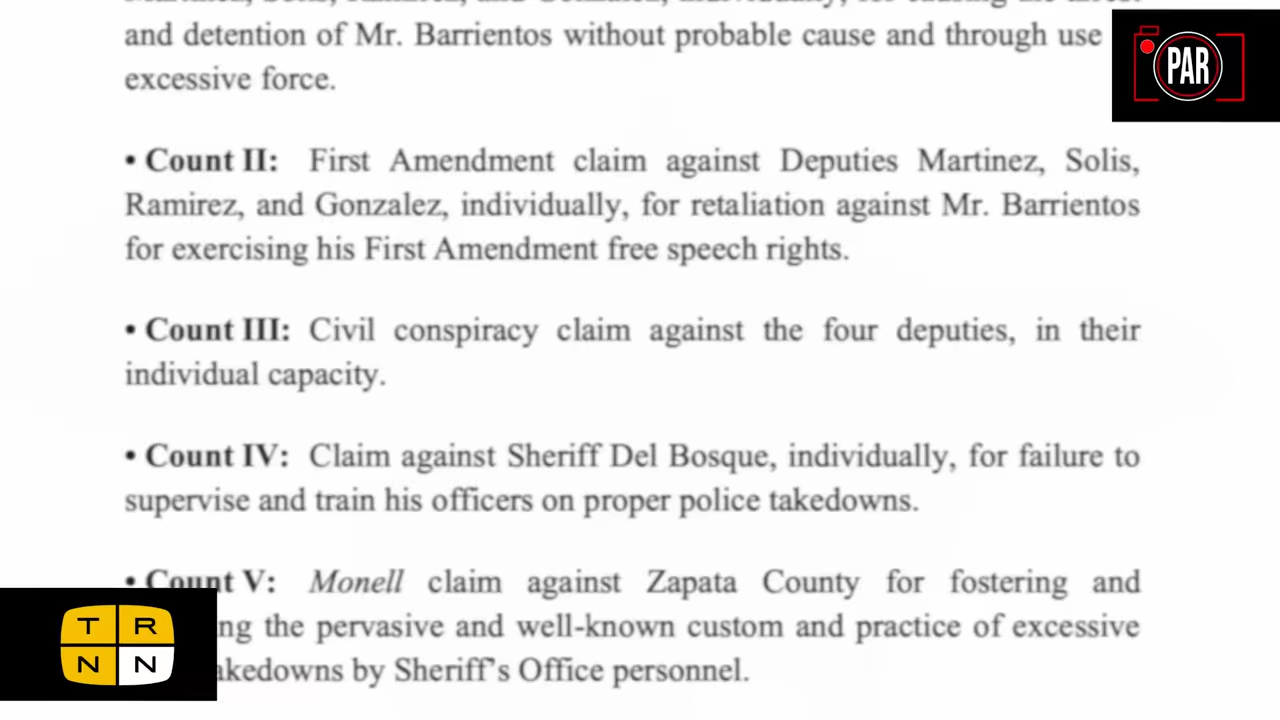 and detention of Mr. Barrientos without probable cause and through use
excessive force.
PAR
• Count II: First Amendment claim against Deputies Martinez, Solis,
Ramirez, and Gonzalez, individually, for retaliation against Mr. Barrientos
for exercising his First Amendment free speech rights.
• Count III: Civil conspiracy claim against the four deputies, in their
individual capacity.
• Count IV: Claim against Sheriff Del Bosque, individually, for failure to
supervise and train his officers on proper police takedowns.
• Count V: Monell claim against Zapata County for fostering and
the pervasive and well-known custom and practice of excessive
by Sheriff's Office personnel.
T R
N N